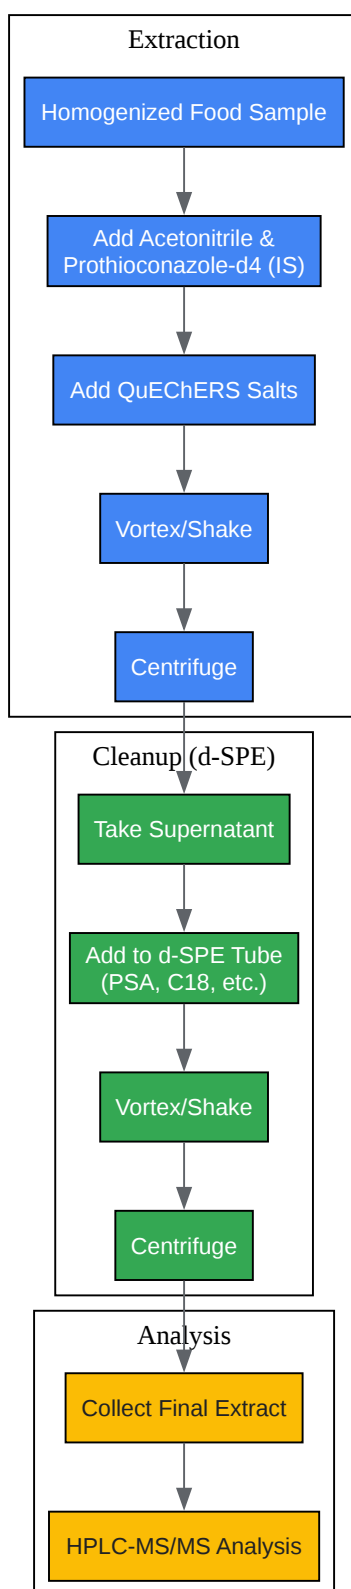 Extraction
Homogenized Food Sample
Add Acetonitrile &
Prothioconazole-d4 (IS)
Add QuEChERS Salts
Vortex/Shake
Centrifuge
Cleanup (d-SPE)
Take Supernatant
Add to d-SPE Tube
(PSA, C18, etc.)
Vortex/Shake
Centrifuge
Analysis
Collect Final Extract
HPLC-MS/MS Analysis